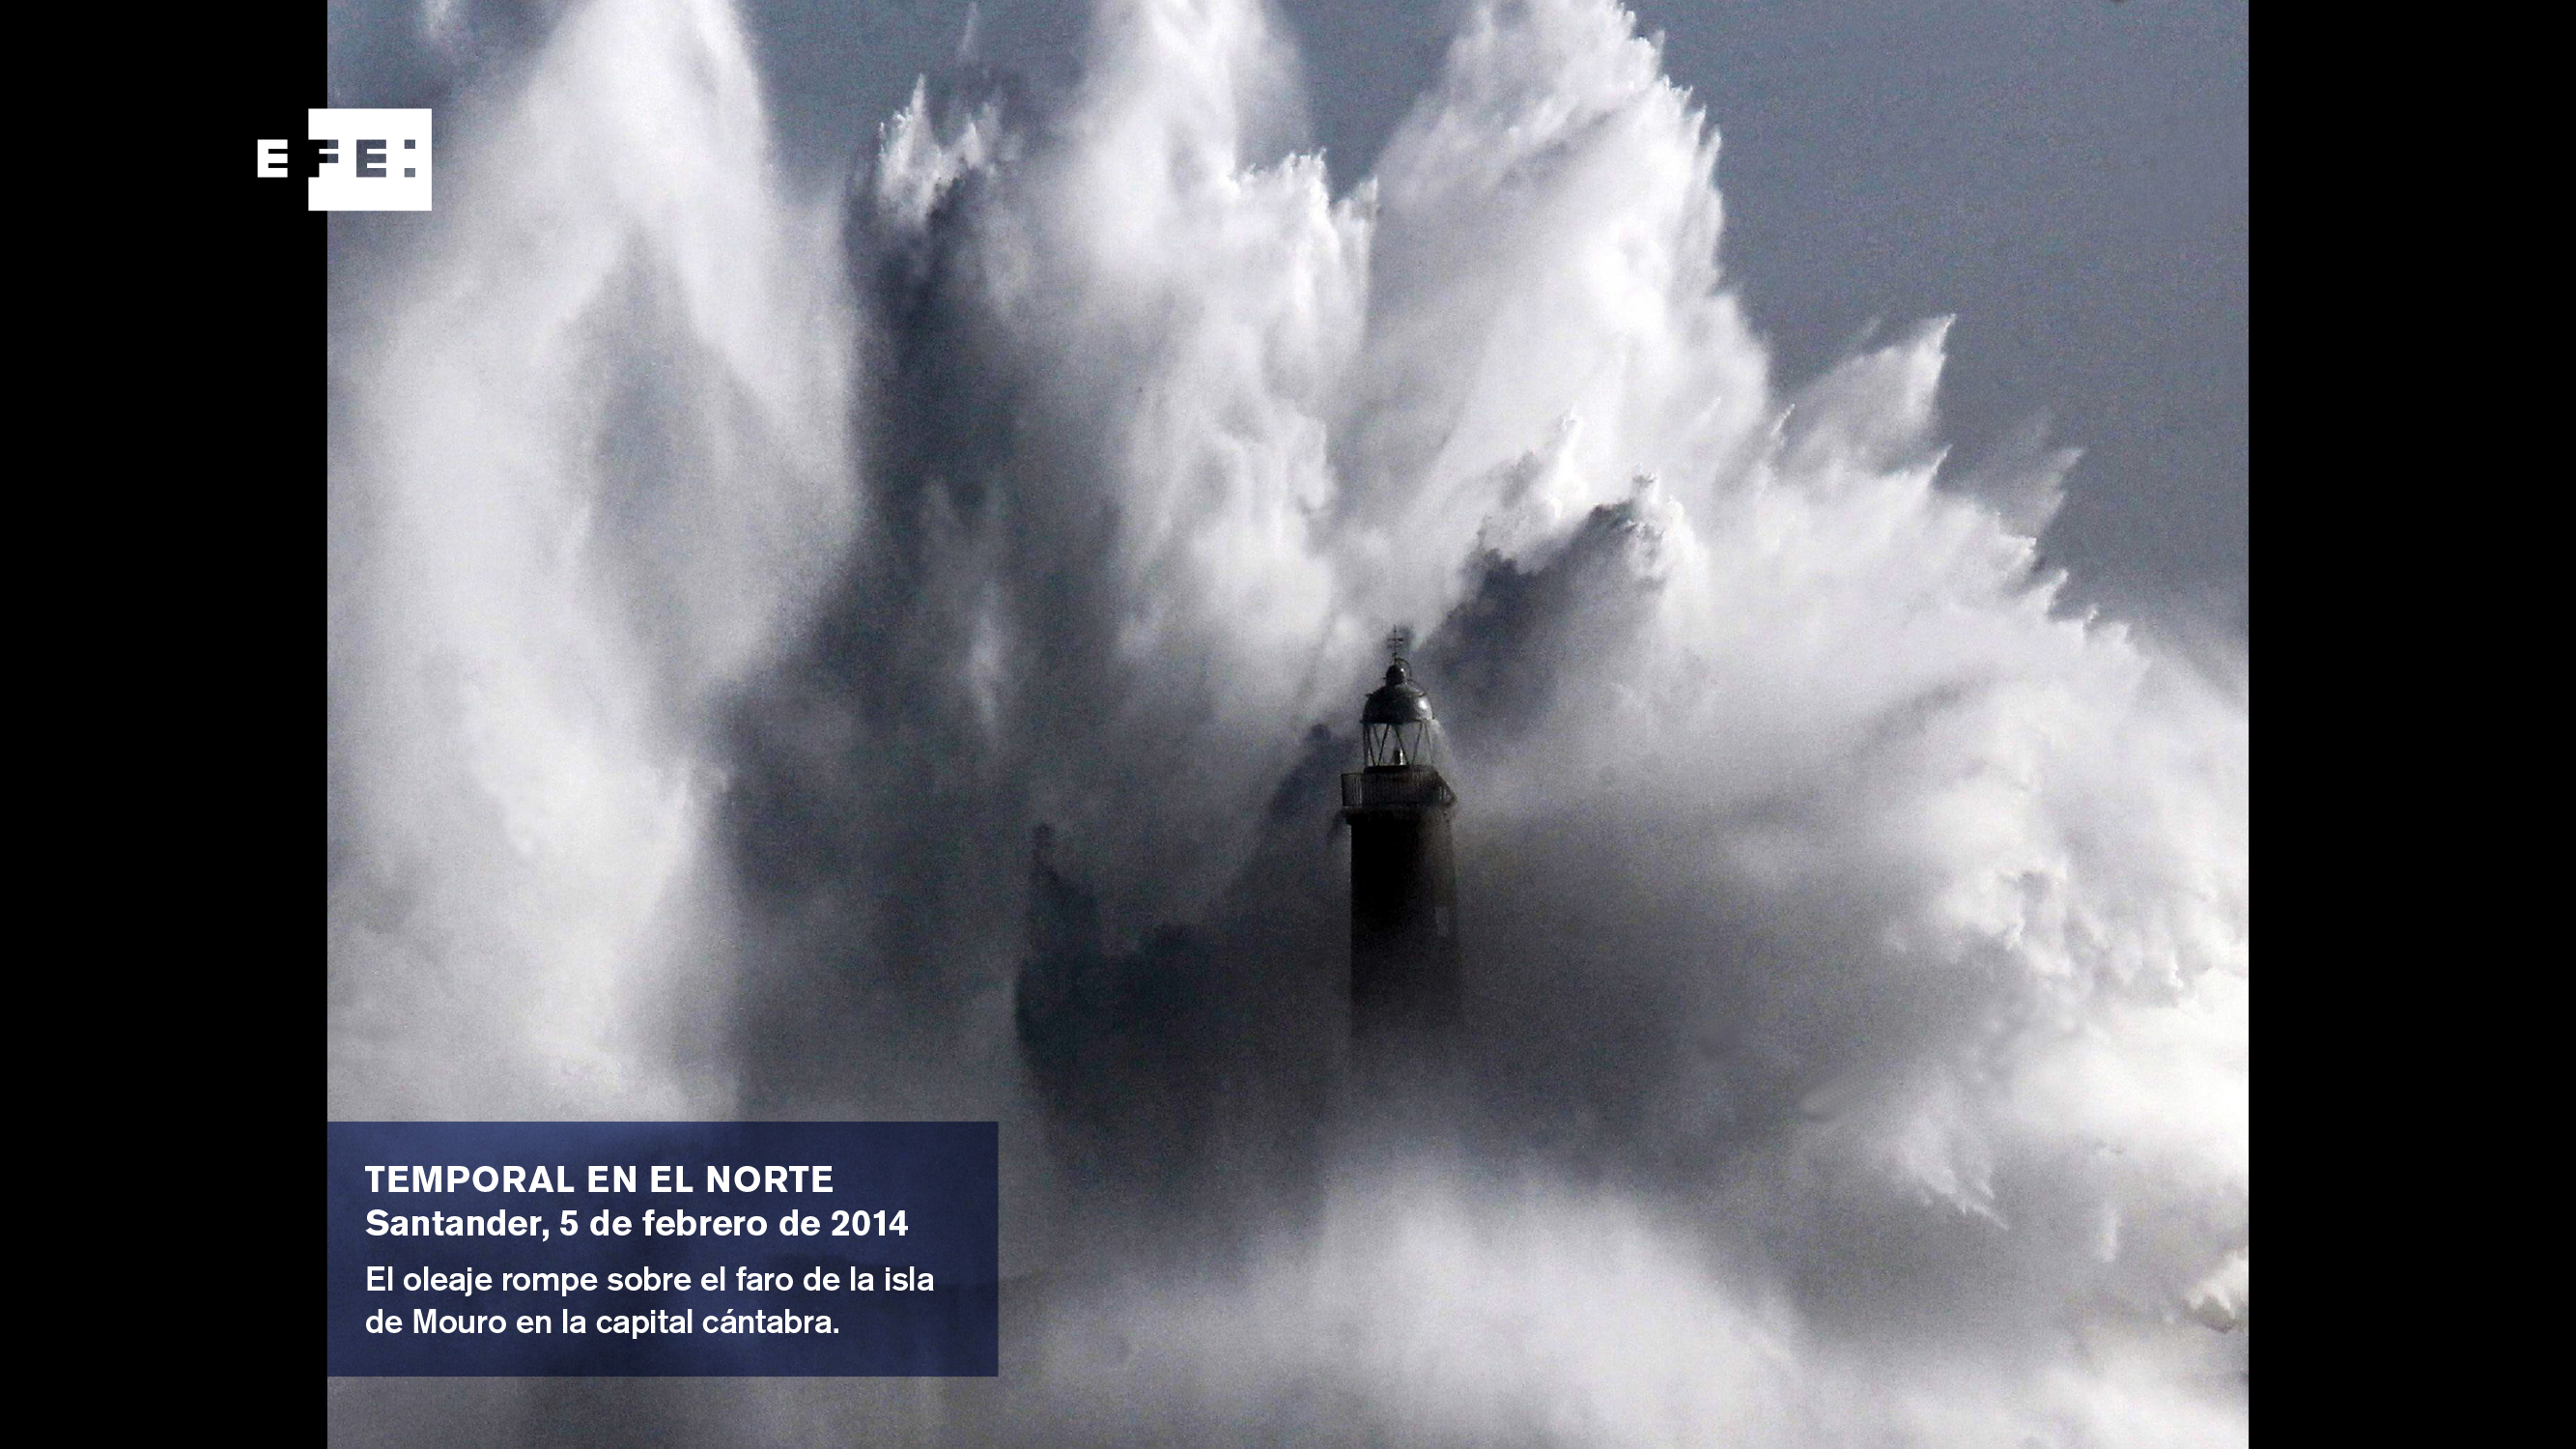 EFE:
TEMPORAL EN EL NORTE
Santander, 5 de febrero de 2014
El oleaje rompe sobre el faro de la isla
de Mouro en la capital cántabra.